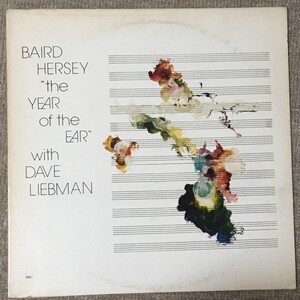 BAIRD
HERSEY
"the
YEAR
of the
EAR"
with
DAVE
LIEBMAN